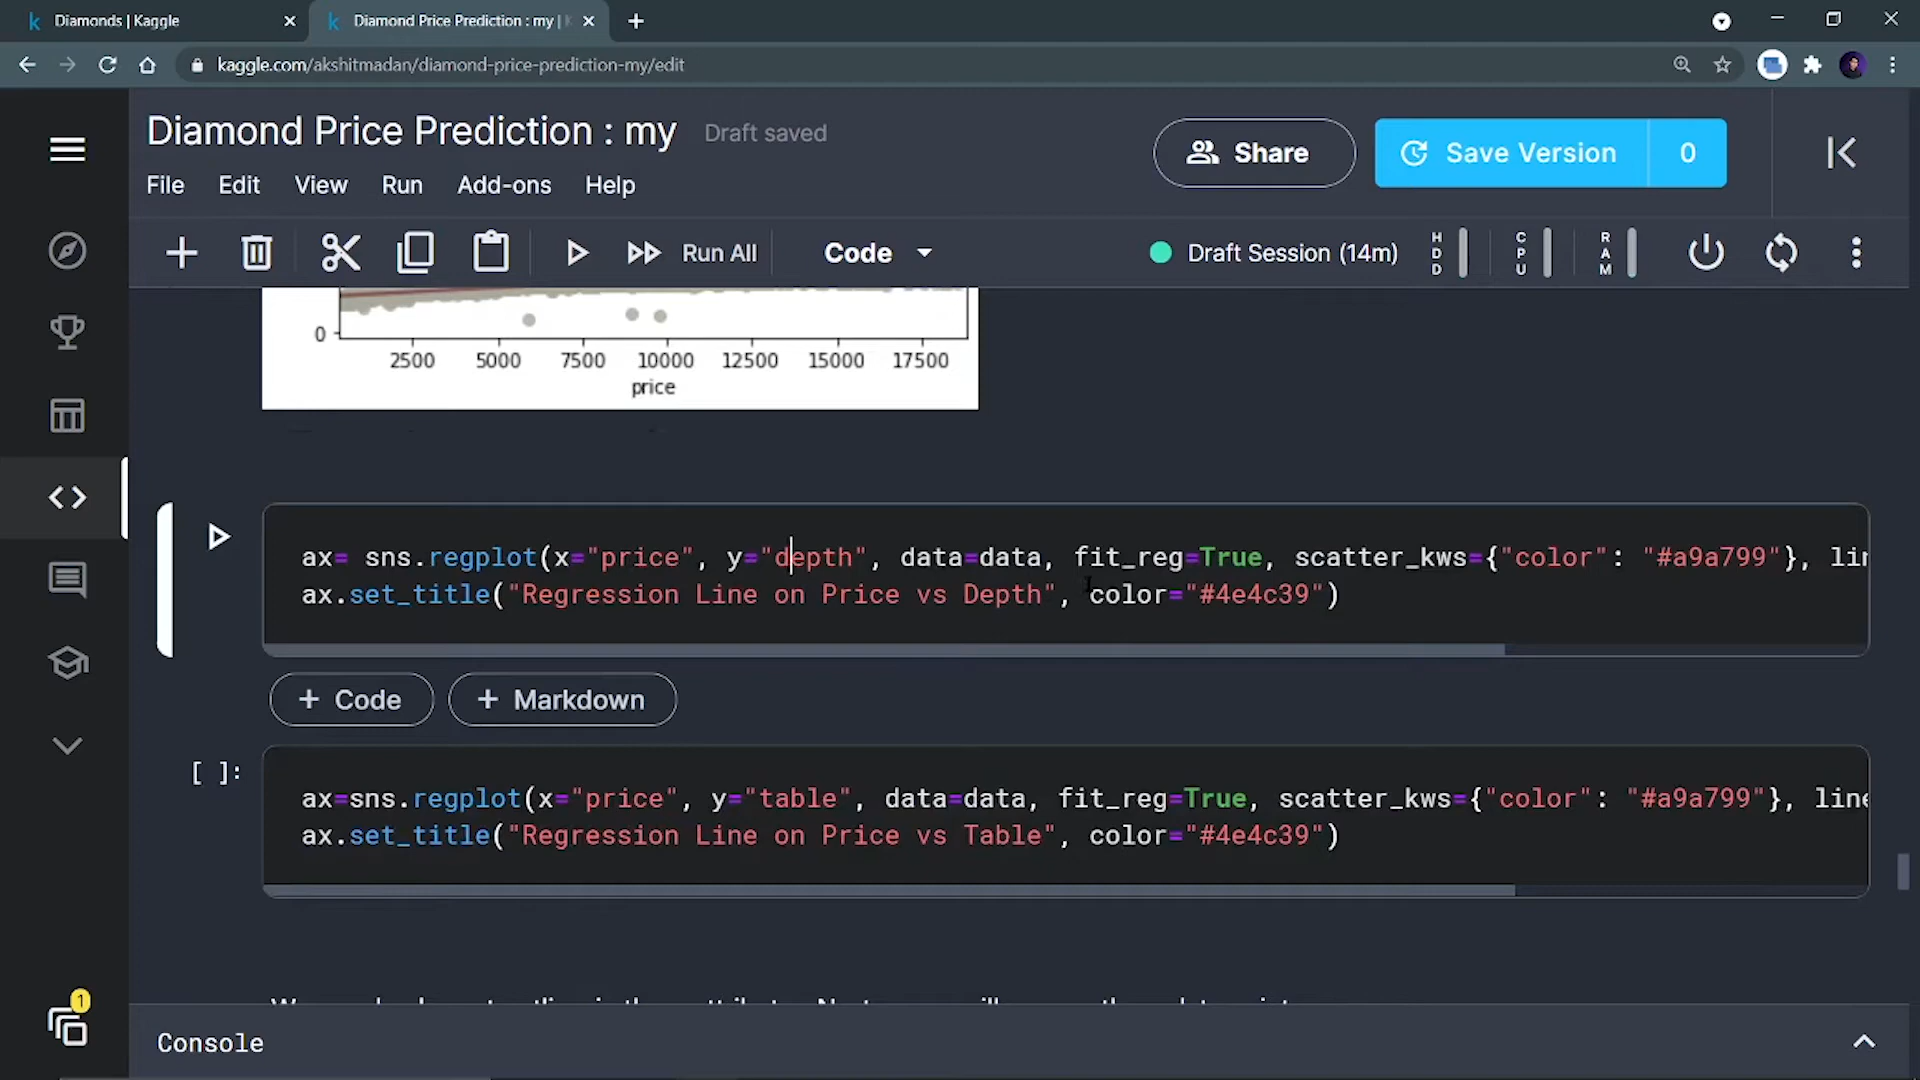 Diamonds | Kaggle
Diamond Price Prediction : my |
kaggle.com/akshitmadan/diamond-price-prediction-my/edit
Diamond Price Prediction : my Draft saved
Share
Save Version 0
File Edit View Run Add-ons Help
Run All
Code
Draft Session (14m)
HDD
CPU
RAM
0
2500 5000 7500 10000 12500 15000 17500
price
ax= sns.regplot(x="price", y="depth", data=data, fit_reg=True, scatter_kws={"color": "#a9a799"}, lin
ax.set_title("Regression Line on Price vs Depth", color="#4e4c39")
+ Code + Markdown
[ ]:
ax=sns.regplot(x="price", y="table", data=data, fit_reg=True, scatter_kws={"color": "#a9a799"}, line
ax.set_title("Regression Line on Price vs Table", color="#4e4c39")
1
Console